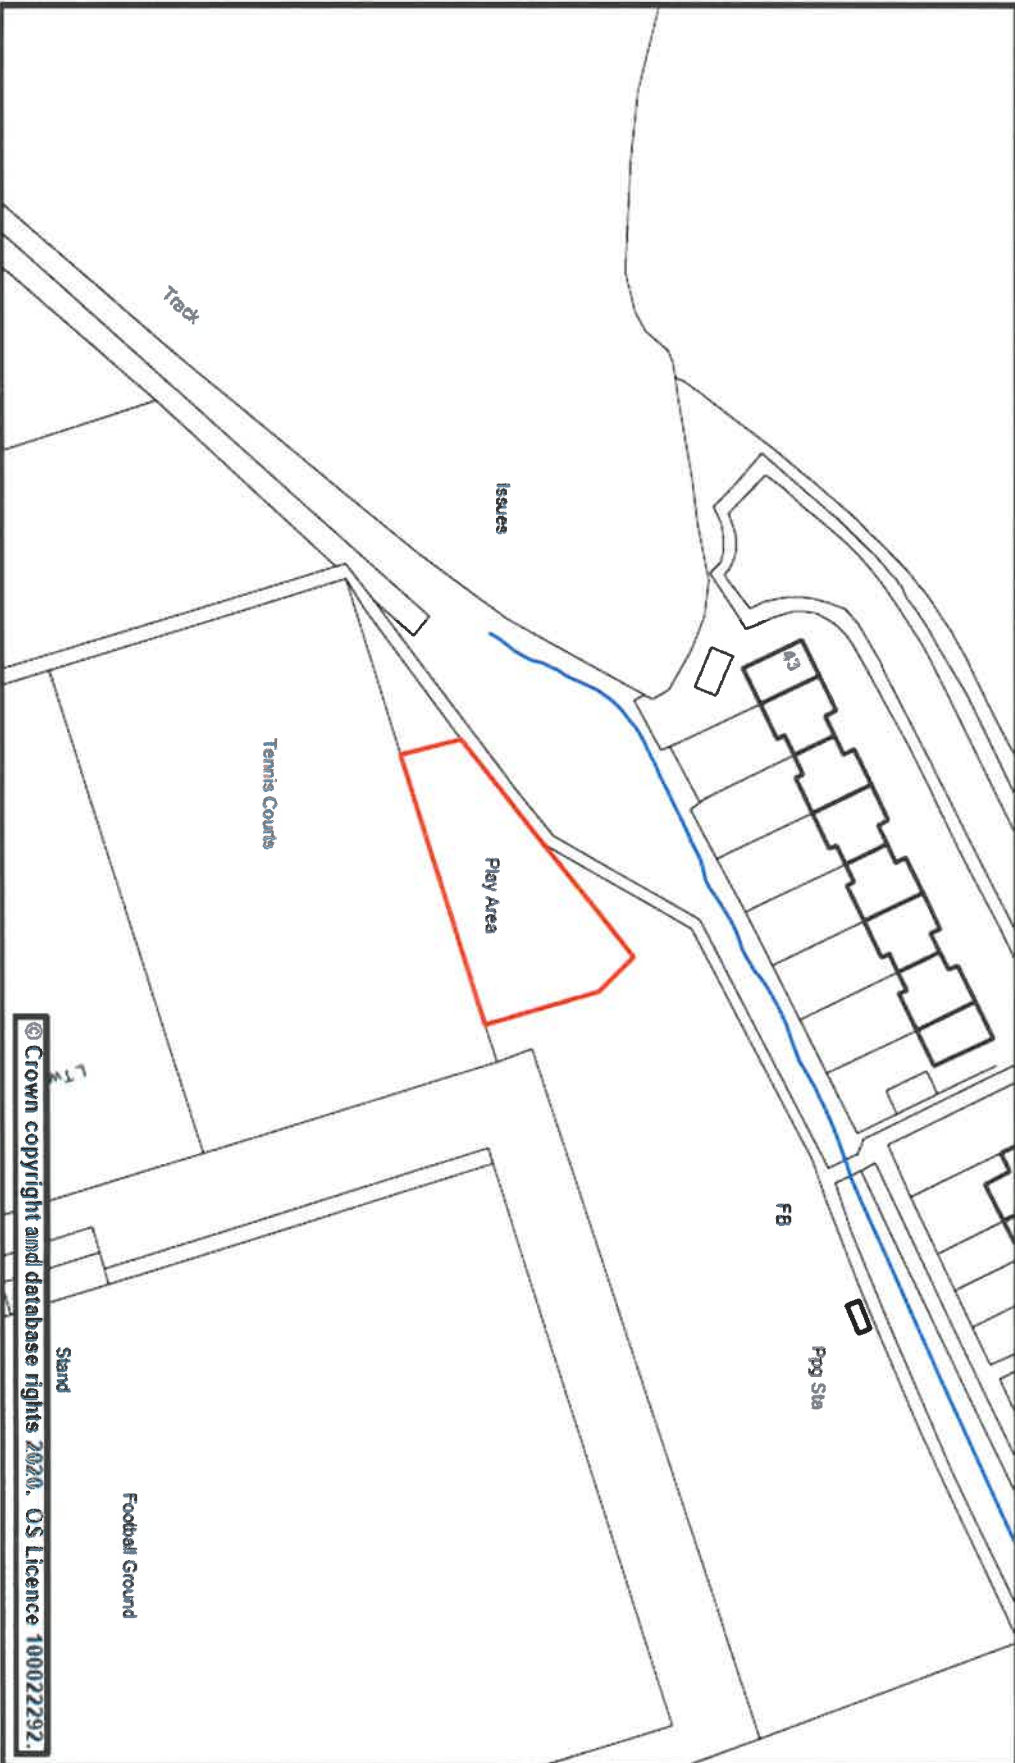 43
Track
Issues
Tennis Courts
Play Area
FB
Ppg Sta
LTW
Stand
Football Ground
© Crown copyright and database rights 2020. OS Licence 100022292.